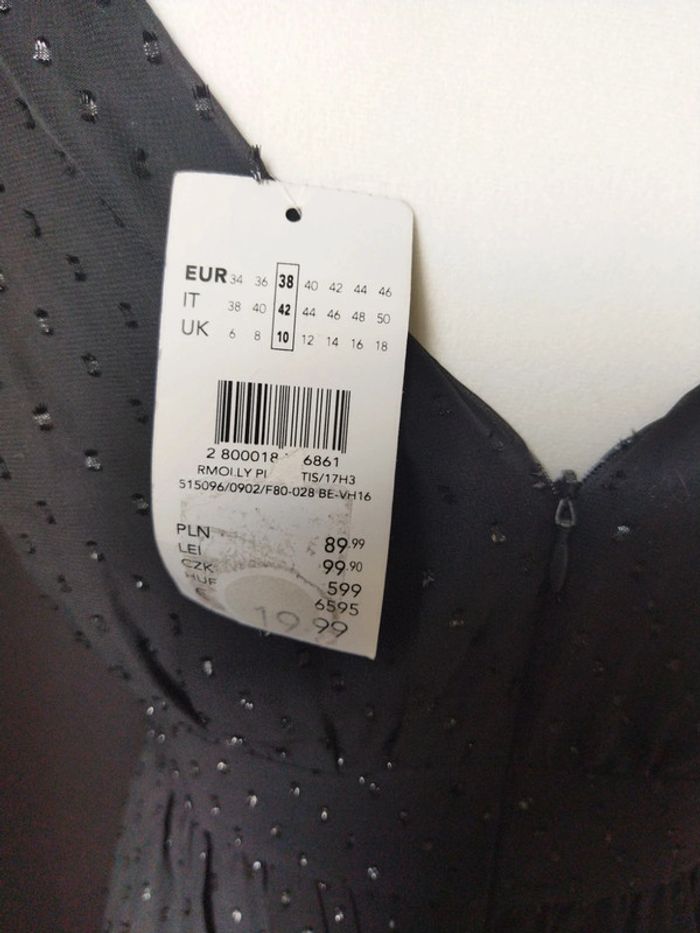 EUR 34 36 38 40 42 44 46
IT 38 40 42 44 46 48 50
UK 6 8 10 12 14 16 18
2 800018 6861
RMOLLY TIS/17H3
515096/0902/F80-028 BE-VH16
PLN 89.99
LEI 99.90
CZK 599
HUF 6595
19.99